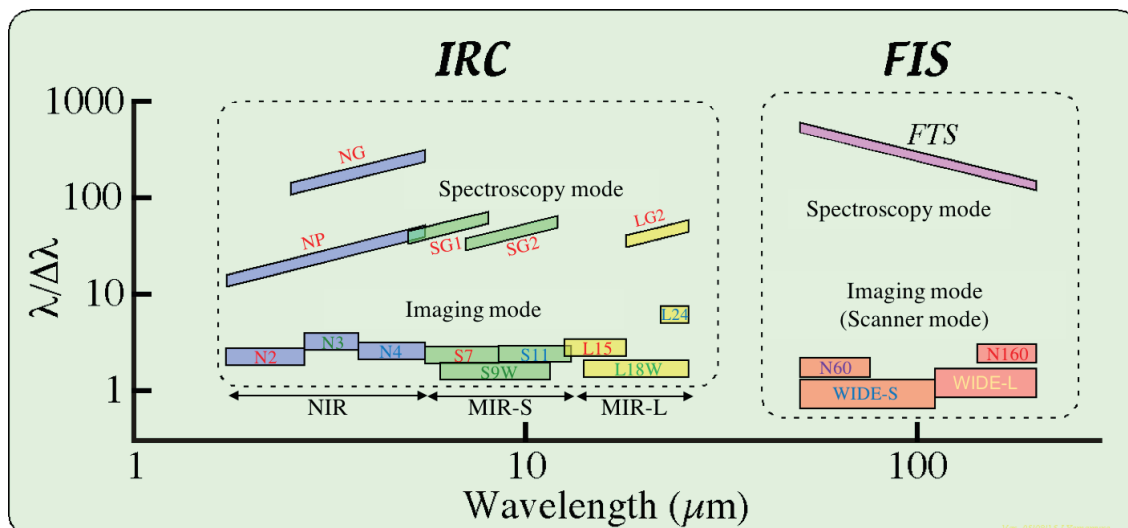 IRC
FIS
1000
100
10
1
λ/Δλ
NG
NP
SG1
SG2
LG2
Spectroscopy mode
Imaging mode
N2
N3
N4
S7
S9W
S11
L15
L18W
L24
NIR
MIR-S
MIR-L
FTS
Spectroscopy mode
Imaging mode
(Scanner mode)
N60
WIDE-S
N160
WIDE-L
1
10
100
Wavelength (µm)